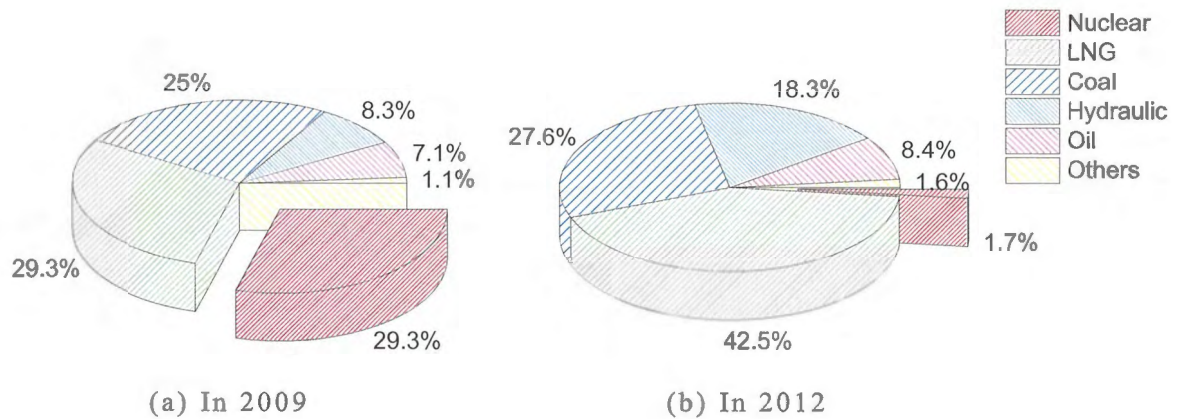 Nuclear
LNG
Coal
Hydraulic
Oil
Others
25%
8.3%
7.1%
1.1%
29.3%
29.3%
(a) In 2009
18.3%
27.6%
8.4%
1.6%
1.7%
42.5%
(b) In 2012